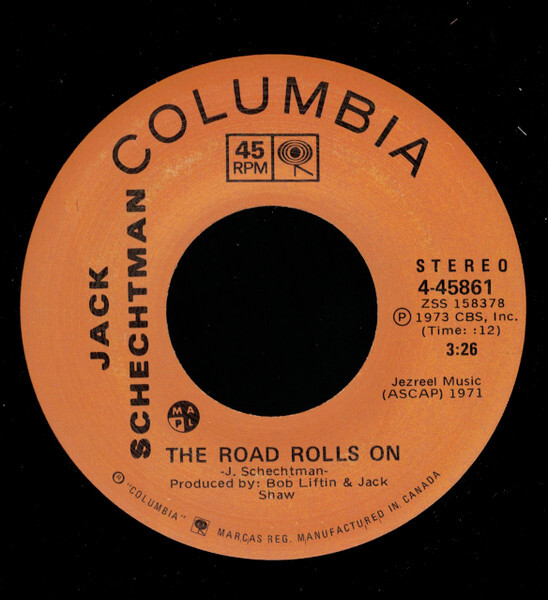 COLUMBIA
45
RPM
JACK
SCHECHTMAN
STEREO
4-45861
ZSS 158378
Ⓟ 1973 CBS, Inc.
(Time: :12)
3:26
Jezreel Music
(ASCAP) 1971
M A
P L
THE ROAD ROLLS ON
-J. Schechtman-
Produced by: Bob Liftin & Jack
Shaw
® "COLUMBIA" MARCAS REG. MANUFACTURED IN CANADA